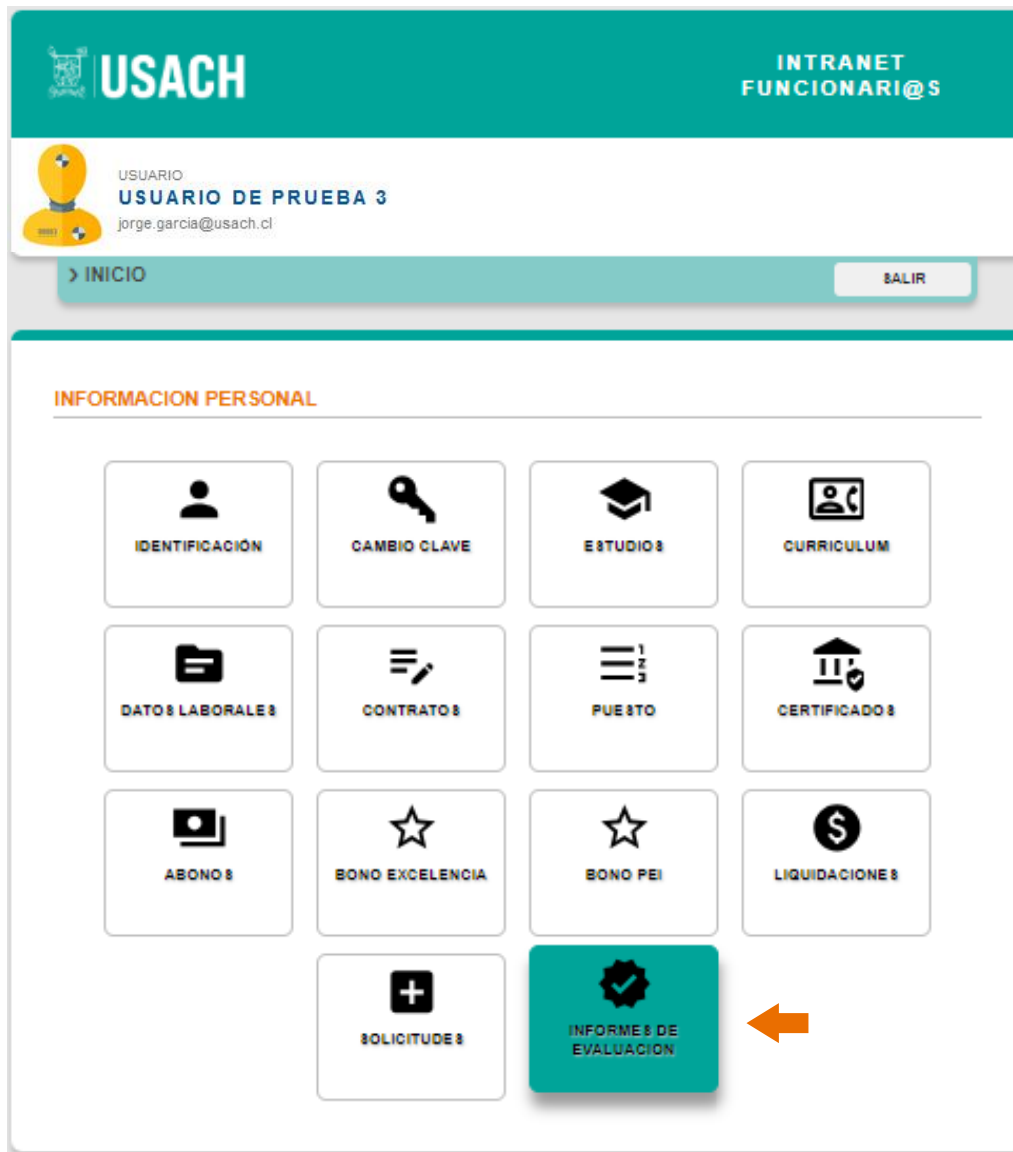 USACH
INTRANET
FUNCIONARI@S
USUARIO
USUARIO DE PRUEBA 3
jorge.garcia@usach.cl
> INICIO
SALIR
INFORMACION PERSONAL
IDENTIFICACIÓN
CAMBIO CLAVE
ESTUDIOS
CURRICULUM
DATOS LABORALES
CONTRATOS
PUESTO
CERTIFICADOS
ABONOS
BONO EXCELENCIA
BONO PEI
LIQUIDACIONES
SOLICITUDES
INFORMES DE
EVALUACION